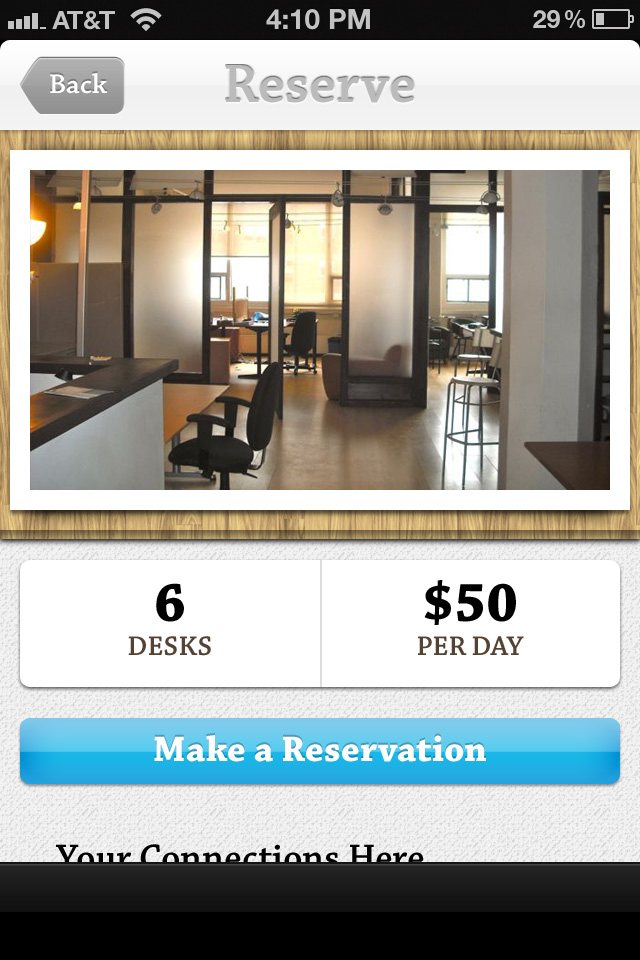 AT&T 4:10 PM 29%
Back Reserve
6 $50
DESKS PER DAY
Make a Reservation
Your Connections Here